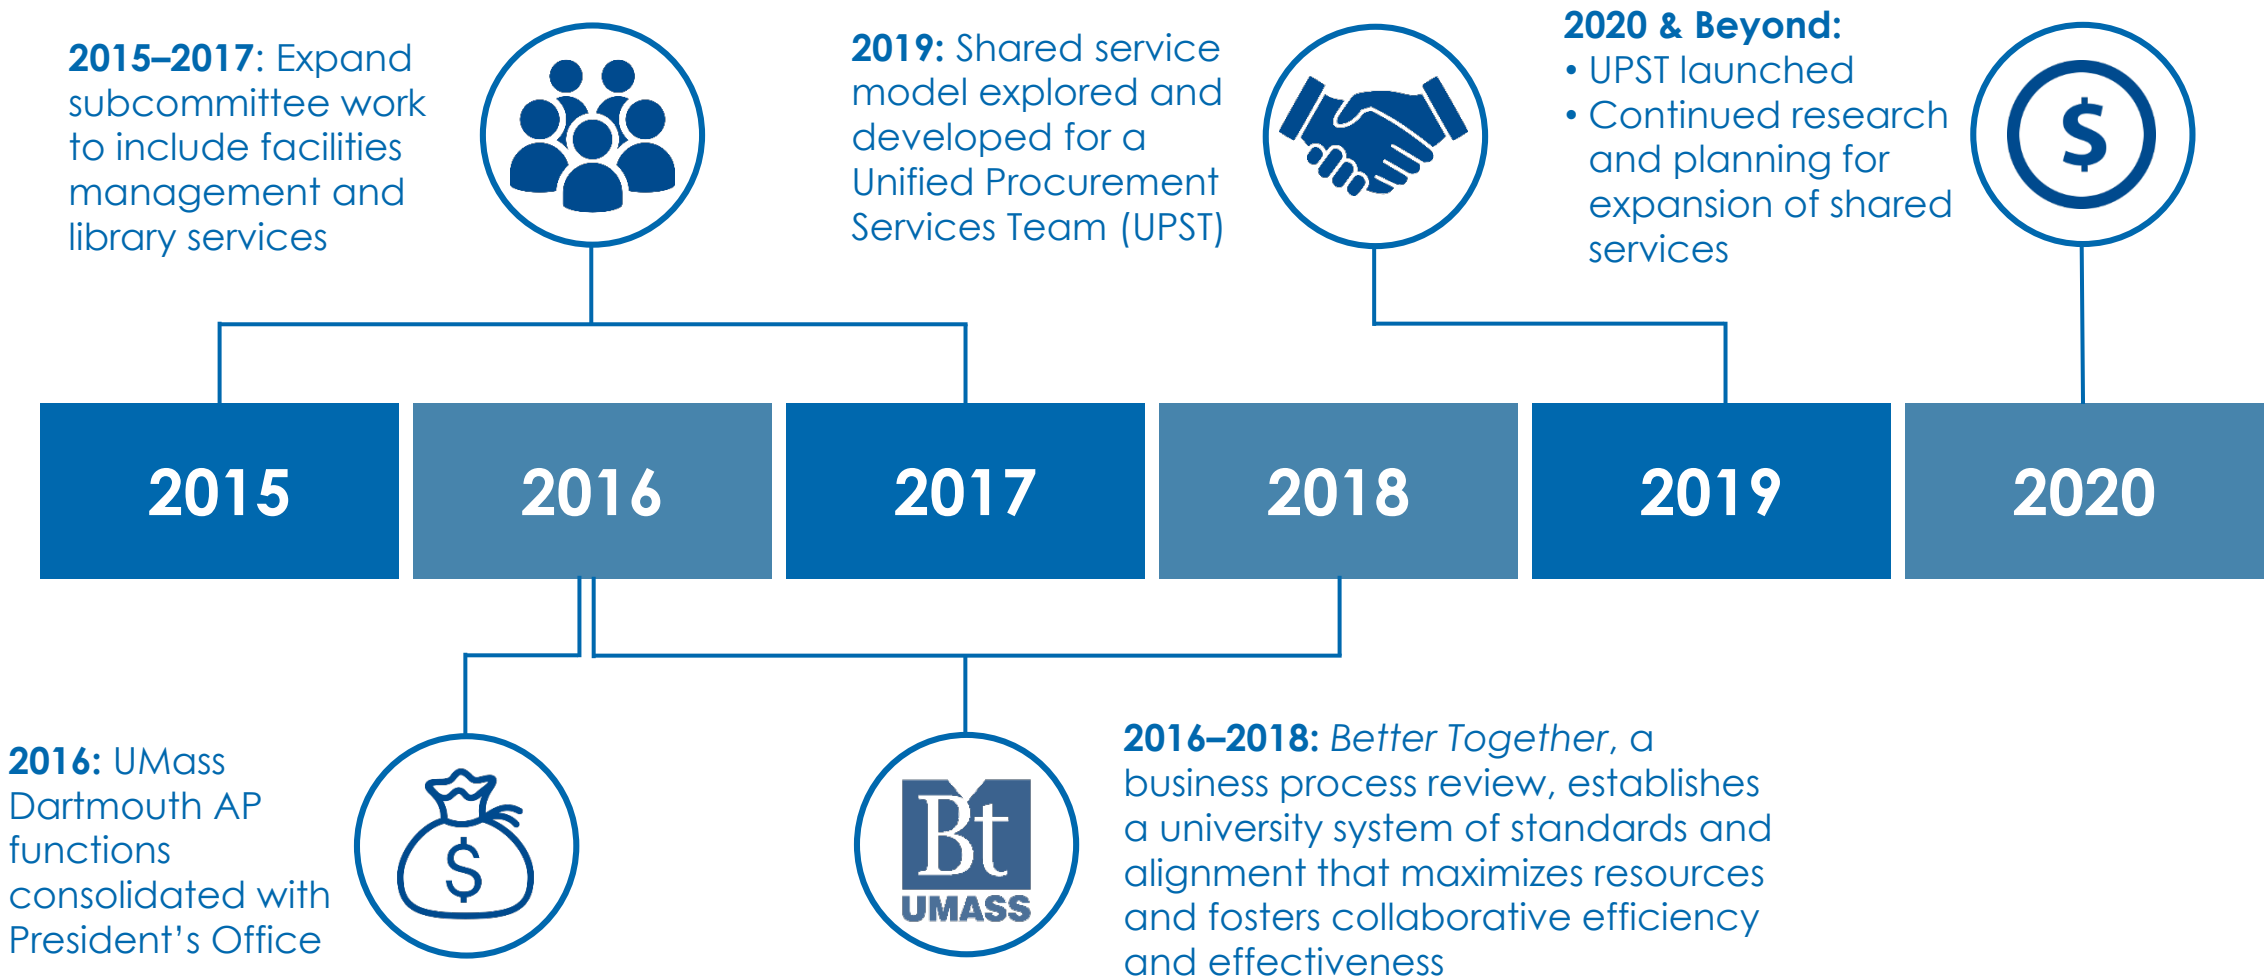 2015–2017: Expand
subcommittee work
to include facilities
management and
library services
2019: Shared service
model explored and
developed for a
Unified Procurement
Services Team (UPST)
2020 & Beyond:
• UPST launched
• Continued research
and planning for
expansion of shared
services
$
2015
2016
2017
2018
2019
2020
2016: UMass
Dartmouth AP
functions
consolidated with
President’s Office
$
Bt
UMASS
2016–2018: Better Together, a
business process review, establishes
a university system of standards and
alignment that maximizes resources
and fosters collaborative efficiency
and effectiveness